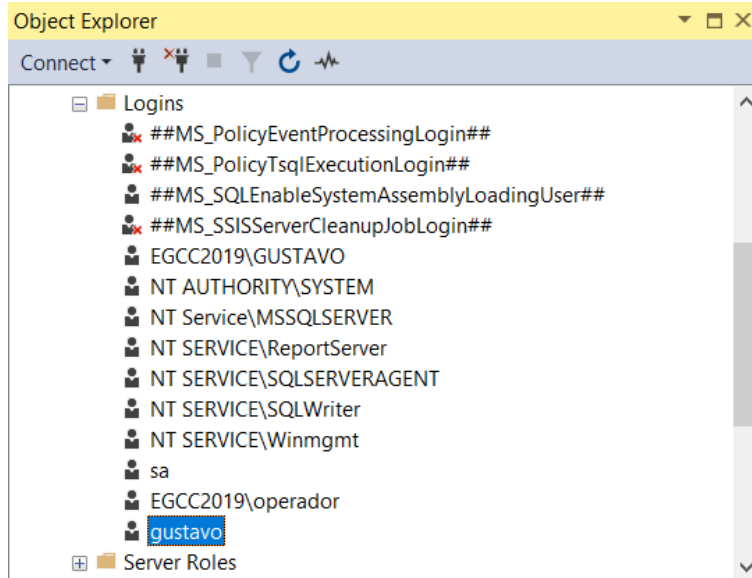 Object Explorer
Connect
Logins
##MS_PolicyEventProcessingLogin##
##MS_PolicyTsqlExecutionLogin##
##MS_SQLEnableSystemAssemblyLoadingUser##
##MS_SSISServerCleanupJobLogin##
EGCC2019\GUSTAVO
NT AUTHORITY\SYSTEM
NT Service\MSSQLSERVER
NT SERVICE\ReportServer
NT SERVICE\SQLSERVERAGENT
NT SERVICE\SQLWriter
NT SERVICE\Winmgmt
sa
EGCC2019\operador
gustavo
Server Roles